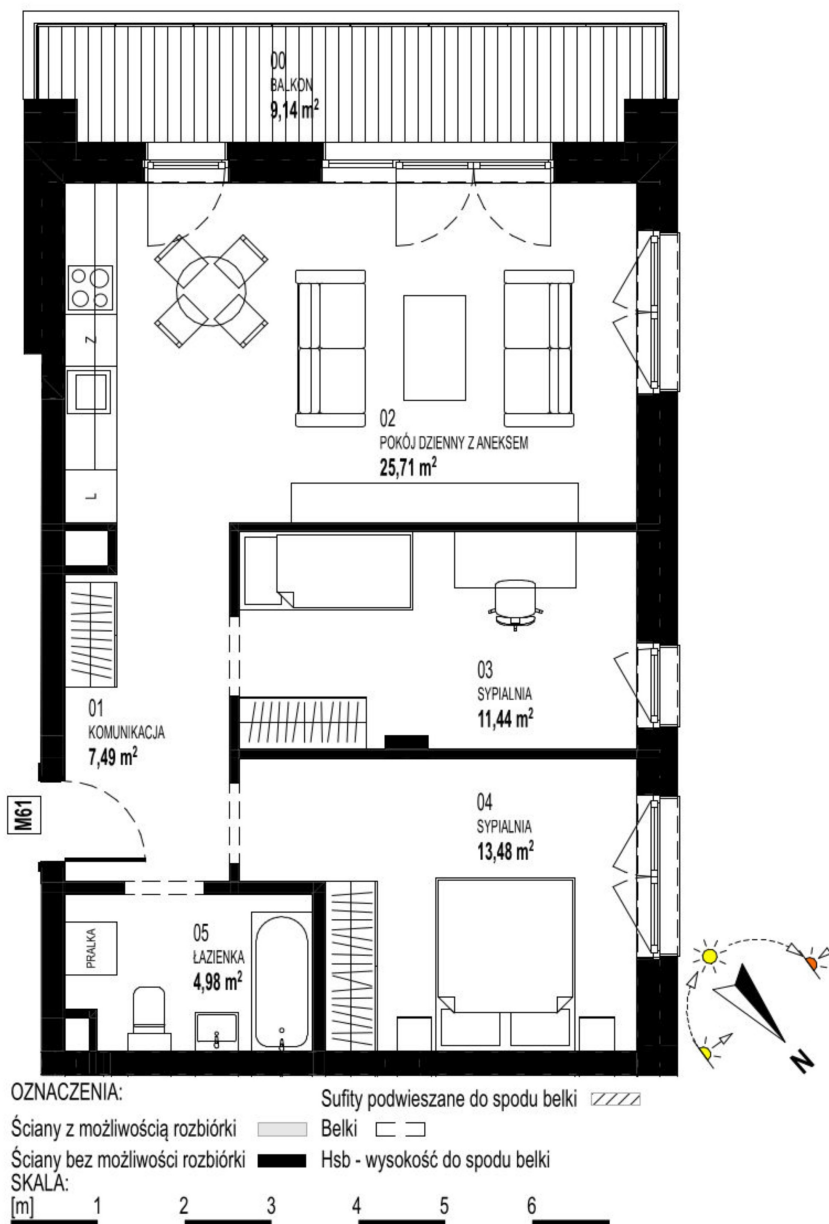 00
BALKON
9,14 m²
Z
L
02
POKÓJ DZIENNY Z ANEKSEM
25,71 m²
03
SYPIALNIA
11,44 m²
01
KOMUNIKACJA
7,49 m²
M61
04
SYPIALNIA
13,48 m²
05
ŁAZIENKA
4,98 m²
PRALKA
N
OZNACZENIA:
Sufity podwieszane do spodu belki
Ściany z możliwością rozbiórki
Belki
Ściany bez możliwości rozbiórki
Hsb - wysokość do spodu belki
SKALA:
[m] 1 2 3 4 5 6